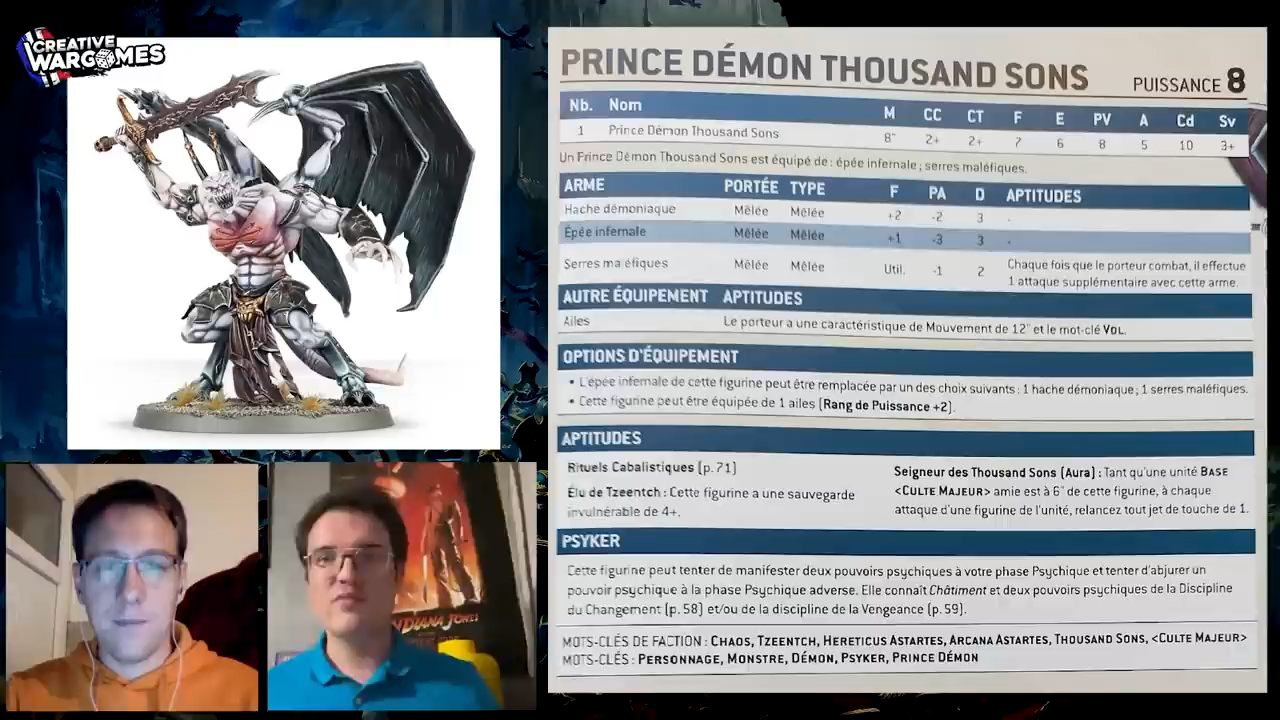 CREATIVE
WARGAMES
PRINCE DÉMON THOUSAND SONS PUISSANCE 8
Nb. Nom M CC CT F E PV A Cd Sv
1 Prince Démon Thousand Sons 8" 2+ 2+ 7 6 8 5 10 3+
Un Prince Démon Thousand Sons est équipé de : épée infernale ; serres maléfiques.
ARME PORTÉE TYPE F PA D APTITUDES
Hache démoniaque Mêlée Mêlée +2 -2 3 -
Épée infernale Mêlée Mêlée +1 -3 3 -
Serres maléfiques Mêlée Mêlée Util. -1 2 Chaque fois que le porteur combat, il effectue
1 attaque supplémentaire avec cette arme.
AUTRE ÉQUIPEMENT APTITUDES
Ailes Le porteur a une caractéristique de Mouvement de 12" et le mot-clé VOL.
OPTIONS D'ÉQUIPEMENT
• L'épée infernale de cette figurine peut être remplacée par un des choix suivants : 1 hache démoniaque ; 1 serres maléfiques.
• Cette figurine peut être équipée de 1 ailes (Rang de Puissance +2).
APTITUDES
Rituels Cabalistiques (p.71)
Élu de Tzeentch : Cette figurine a une sauvegarde
invulnérable de 4+.
Seigneur des Thousand Sons (Aura) : Tant qu'une unité BASE
<CULTE MAJEUR> amie est à 6" de cette figurine, à chaque
attaque d'une figurine de l'unité, relancez tout jet de touche de 1.
PSYKER
Cette figurine peut tenter de manifester deux pouvoirs psychiques à votre phase Psychique et tenter d'abjurer un
pouvoir psychique à la phase Psychique adverse. Elle connaît Châtiment et deux pouvoirs psychiques de la Discipline
du Changement (p. 58) et/ou de la discipline de la Vengeance (p. 59).
MOTS-CLÉS DE FACTION : CHAOS, TZEENTCH, HERETICUS ASTARTES, ARCANA ASTARTES, THOUSAND SONS, <CULTE MAJEUR>
MOTS-CLÉS : PERSONNAGE, MONSTRE, DÉMON, PSYKER, PRINCE DÉMON
INDIANA JONES